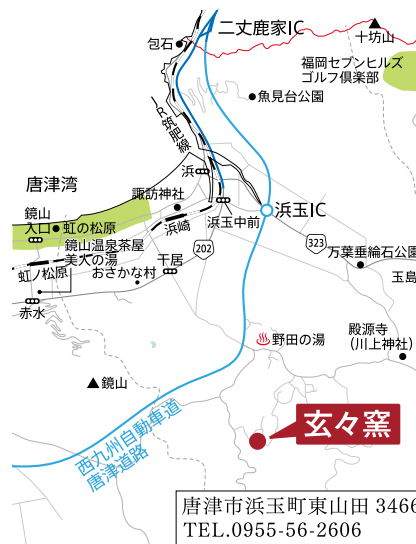 二丈鹿家IC
包石
十坊山
福岡セブンヒルズ
ゴルフ倶楽部
魚見台公園
JR筑肥線
浜
唐津湾
諏訪神社
鏡山
入口
虹の松原
浜崎
浜玉中前
浜玉IC
鏡山温泉茶屋
美人の湯
202
323
虹ノ松原
おさかな村
干居
万葉垂綸石公園
玉島
赤水
野田の湯
殿源寺
(川上神社)
鏡山
玄々窯
西九州自動車道
唐津道路
唐津市浜玉町東山田 3466
TEL.0955-56-2606